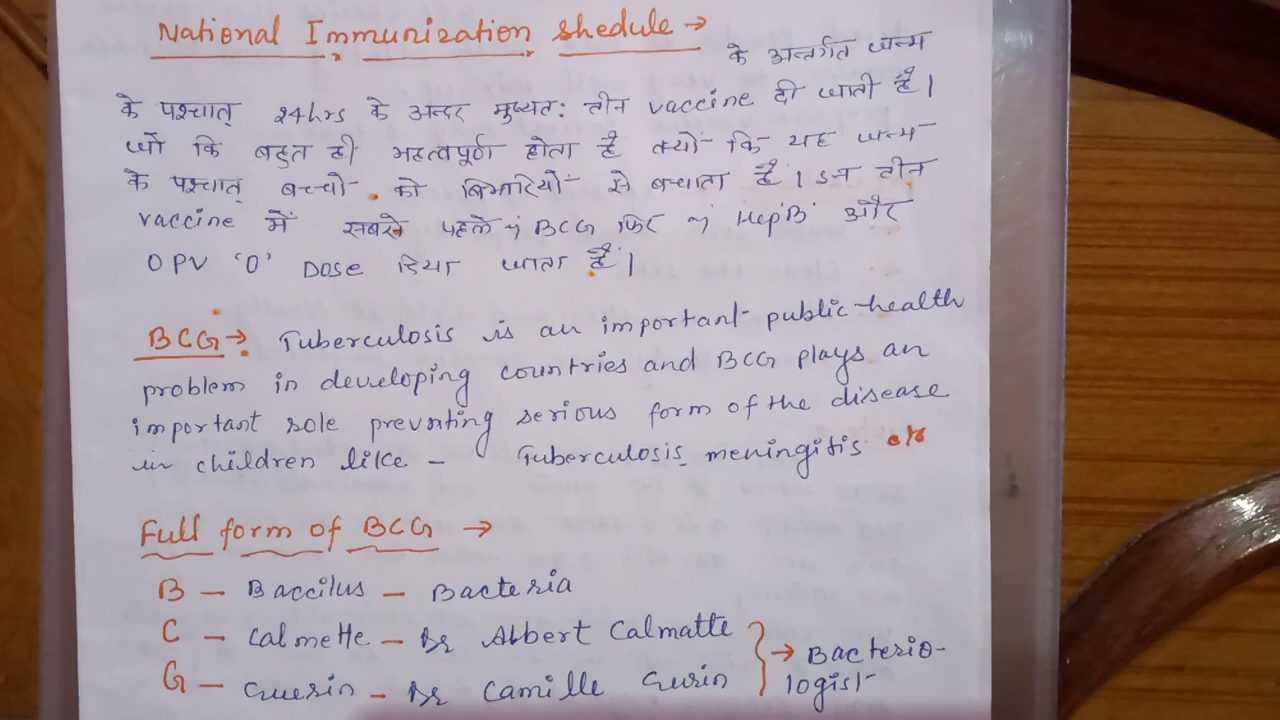 National Immunization Shedule →
के अन्तर्गत जन्म
के पश्चात् 24hrs के अन्दर मुख्यत: तीन vaccine दी जाती है।
जो कि बहुत ही महत्वपूर्ण होता है क्यों कि यह जन्म
के पश्चात् बच्चों को बिमारियों से बचाता है। इन तीन
vaccine में सबसे पहले BCG फिर Hep'B' और
OPV 'O' Dose दिया जाता है।
BCG → Tuberculosis is an important public-health
problem in developing countries and BCG plays an
important role preventing serious form of the disease
in children like - Tuberculosis meningitis etc
Full form of BCG →
B - Baccilus - Bacteria
C - Calmette - Dr Albert Calmatte
G - Guerin - Dr Camille Gurin } → Bacterio-
logist